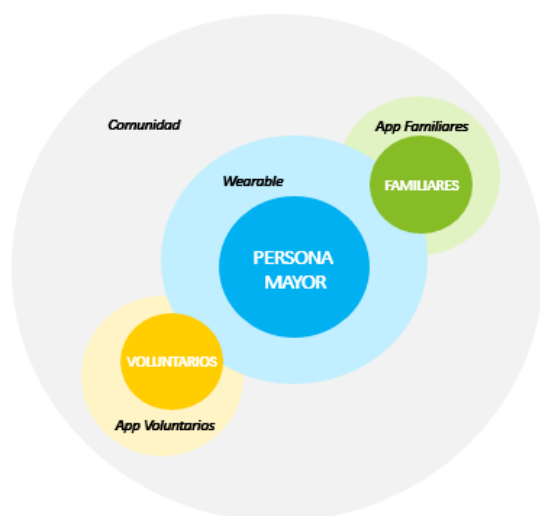 Comunidad
App Familiares
FAMILIARES
Wearable
PERSONA
MAYOR
VOLUNTARIOS
App Voluntarios